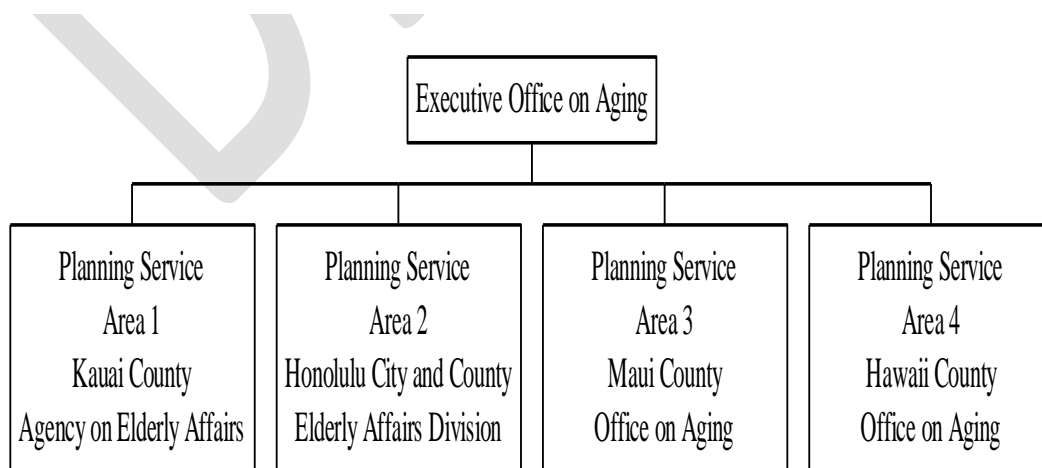 Executive Office on Aging
Planning Service
Area 1
Kauai County
Agency on Elderly Affairs
Planning Service
Area 2
Honolulu City and County
Elderly Affairs Division
Planning Service
Area 3
Maui County
Office on Aging
Planning Service
Area 4
Hawaii County
Office on Aging